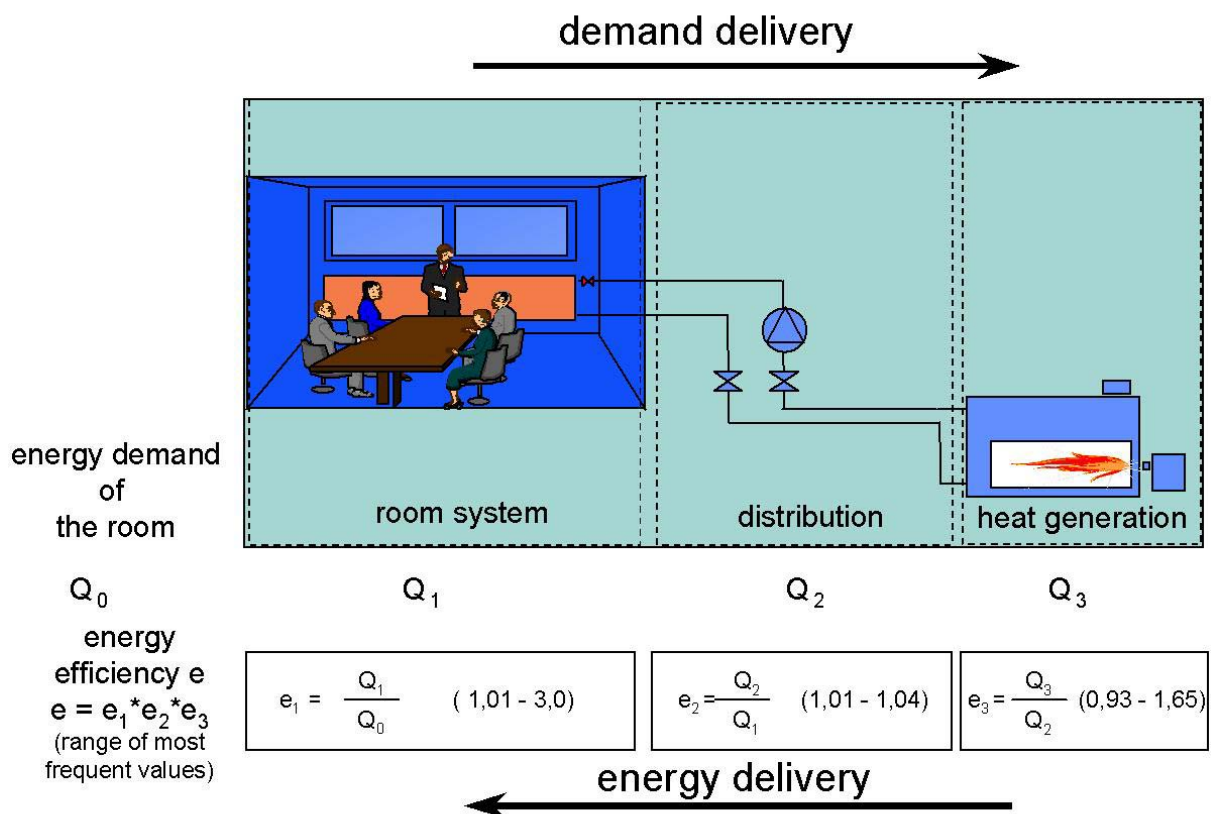 demand delivery
energy demand
of
the room
room system
distribution
heat generation
Q₀
Q₁
Q₂
Q₃
energy
efficiency e
e = e₁*e₂*e₃
(range of most
frequent values)
e₁ = Q₁/Q₀ ( 1,01 - 3,0)
e₂= Q₂/Q₁ (1,01 - 1,04)
e₃= Q₃/Q₂ (0,93 - 1,65)
energy delivery